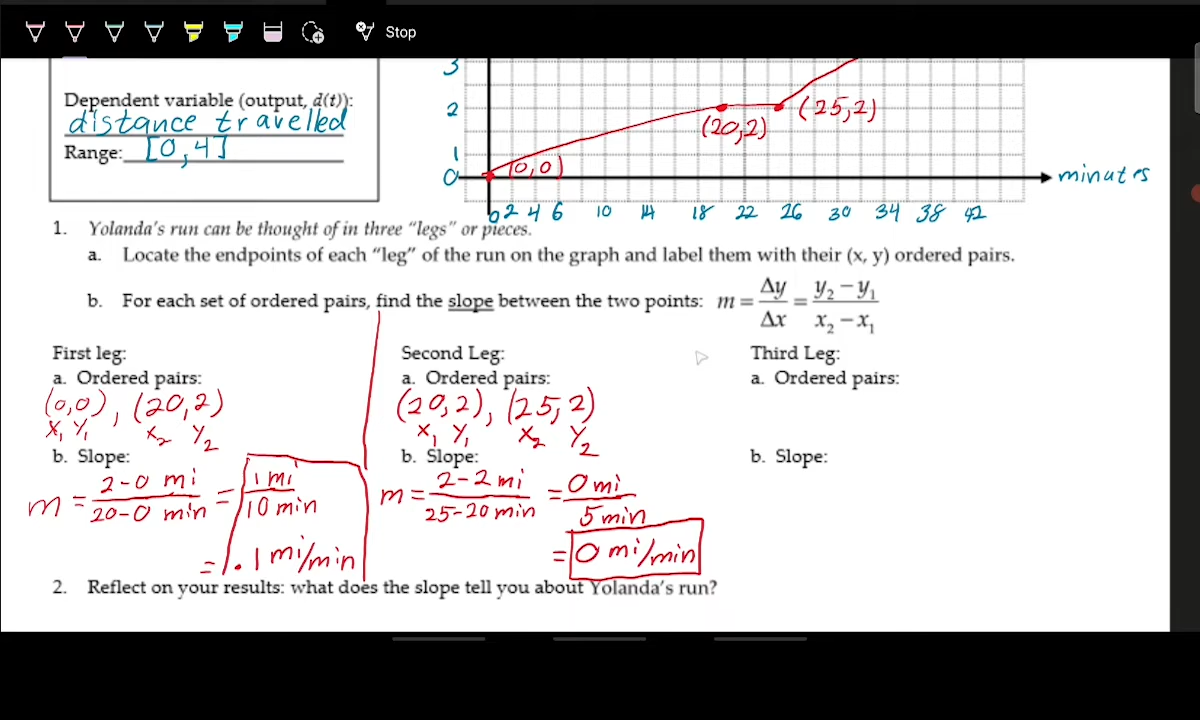 Stop
3
Dependent variable (output, d(t)):
distance travelled
Range: [0,4]
2
1
0
(20,2)
(25,2)
(0,0)
minutes
0 2 4 6 10 14 18 22 26 30 34 38 42
1. Yolanda's run can be thought of in three “legs” or pieces.
a. Locate the endpoints of each “leg” of the run on the graph and label them with their (x, y) ordered pairs.
b. For each set of ordered pairs, find the slope between the two points: m = Δy/Δx = y₂ − y₁/x₂ − x₁
First leg:
a. Ordered pairs:
(0,0), (20,2)
x₁ y₁ x₂ y₂
b. Slope:
m = 2-0 mi/20-0 min = 1 mi/10 min
= .1 mi/min
Second Leg:
a. Ordered pairs:
(20,2), (25,2)
x₁ y₁ x₂ y₂
b. Slope:
m = 2-2 mi/25-20 min = 0 mi/5 min
= 0 mi/min
Third Leg:
a. Ordered pairs:
b. Slope:
2. Reflect on your results: what does the slope tell you about Yolanda's run?